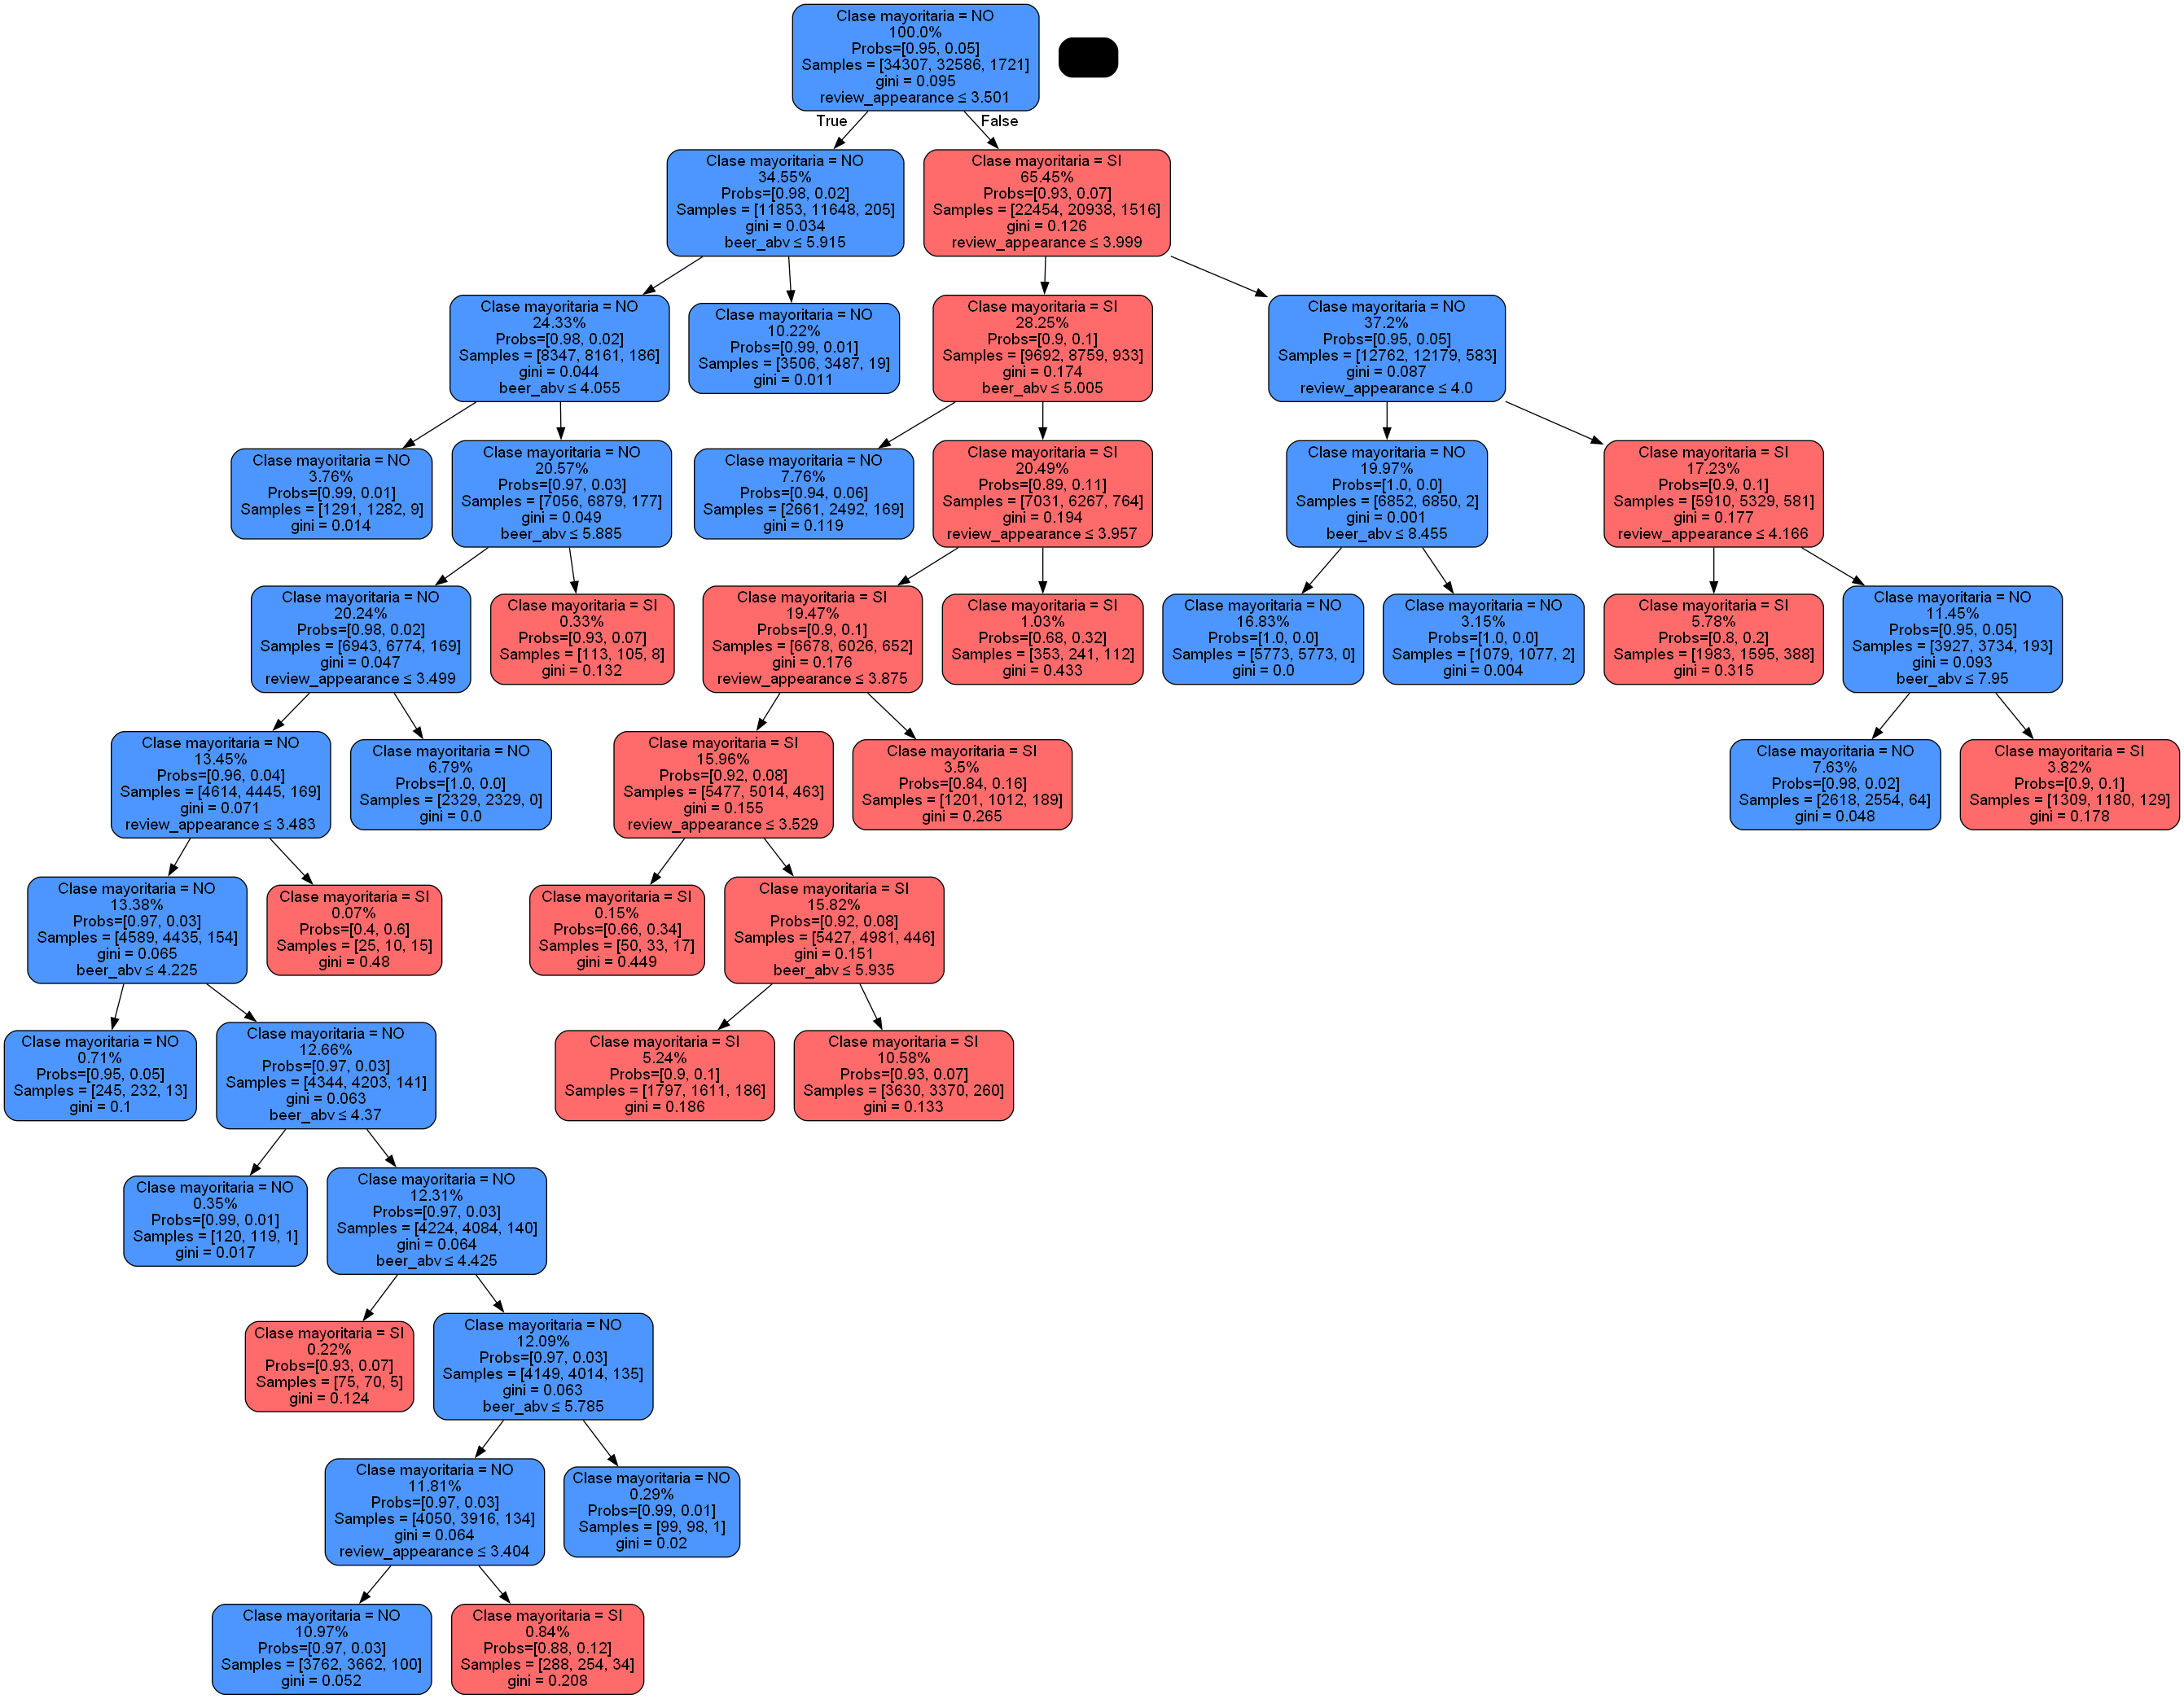 Clase mayoritaria = NO
100.0%
Probs=[0.95, 0.05]
Samples = [34307, 32586, 1721]
gini = 0.095
review_appearance ≤ 3.501
True
False
Clase mayoritaria = NO
34.55%
Probs=[0.98, 0.02]
Samples = [11853, 11648, 205]
gini = 0.034
beer_abv ≤ 5.915
Clase mayoritaria = SI
65.45%
Probs=[0.93, 0.07]
Samples = [22454, 20938, 1516]
gini = 0.126
review_appearance ≤ 3.999
Clase mayoritaria = NO
24.33%
Probs=[0.98, 0.02]
Samples = [8347, 8161, 186]
gini = 0.044
beer_abv ≤ 4.055
Clase mayoritaria = NO
10.22%
Probs=[0.99, 0.01]
Samples = [3506, 3487, 19]
gini = 0.011
Clase mayoritaria = SI
28.25%
Probs=[0.9, 0.1]
Samples = [9692, 8759, 933]
gini = 0.174
beer_abv ≤ 5.005
Clase mayoritaria = NO
37.2%
Probs=[0.95, 0.05]
Samples = [12762, 12179, 583]
gini = 0.087
review_appearance ≤ 4.0
Clase mayoritaria = NO
3.76%
Probs=[0.99, 0.01]
Samples = [1291, 1282, 9]
gini = 0.014
Clase mayoritaria = NO
20.57%
Probs=[0.97, 0.03]
Samples = [7056, 6879, 177]
gini = 0.049
beer_abv ≤ 5.885
Clase mayoritaria = NO
7.76%
Probs=[0.94, 0.06]
Samples = [2661, 2492, 169]
gini = 0.119
Clase mayoritaria = SI
20.49%
Probs=[0.89, 0.11]
Samples = [7031, 6267, 764]
gini = 0.194
review_appearance ≤ 3.957
Clase mayoritaria = NO
19.97%
Probs=[1.0, 0.0]
Samples = [6852, 6850, 2]
gini = 0.001
beer_abv ≤ 8.455
Clase mayoritaria = SI
17.23%
Probs=[0.9, 0.1]
Samples = [5910, 5329, 581]
gini = 0.177
review_appearance ≤ 4.166
Clase mayoritaria = NO
20.24%
Probs=[0.98, 0.02]
Samples = [6943, 6774, 169]
gini = 0.047
review_appearance ≤ 3.499
Clase mayoritaria = SI
0.33%
Probs=[0.93, 0.07]
Samples = [113, 105, 8]
gini = 0.132
Clase mayoritaria = SI
19.47%
Probs=[0.9, 0.1]
Samples = [6678, 6026, 652]
gini = 0.176
review_appearance ≤ 3.875
Clase mayoritaria = SI
1.03%
Probs=[0.68, 0.32]
Samples = [353, 241, 112]
gini = 0.433
Clase mayoritaria = NO
16.83%
Probs=[1.0, 0.0]
Samples = [5773, 5773, 0]
gini = 0.0
Clase mayoritaria = NO
3.15%
Probs=[1.0, 0.0]
Samples = [1079, 1077, 2]
gini = 0.004
Clase mayoritaria = SI
5.78%
Probs=[0.8, 0.2]
Samples = [1983, 1595, 388]
gini = 0.315
Clase mayoritaria = NO
11.45%
Probs=[0.95, 0.05]
Samples = [3927, 3734, 193]
gini = 0.093
beer_abv ≤ 7.95
Clase mayoritaria = NO
13.45%
Probs=[0.96, 0.04]
Samples = [4614, 4445, 169]
gini = 0.071
review_appearance ≤ 3.483
Clase mayoritaria = NO
6.79%
Probs=[1.0, 0.0]
Samples = [2329, 2329, 0]
gini = 0.0
Clase mayoritaria = SI
15.96%
Probs=[0.92, 0.08]
Samples = [5477, 5014, 463]
gini = 0.155
review_appearance ≤ 3.529
Clase mayoritaria = SI
3.5%
Probs=[0.84, 0.16]
Samples = [1201, 1012, 189]
gini = 0.265
Clase mayoritaria = NO
7.63%
Probs=[0.98, 0.02]
Samples = [2618, 2554, 64]
gini = 0.048
Clase mayoritaria = SI
3.82%
Probs=[0.9, 0.1]
Samples = [1309, 1180, 129]
gini = 0.178
Clase mayoritaria = NO
13.38%
Probs=[0.97, 0.03]
Samples = [4589, 4435, 154]
gini = 0.065
beer_abv ≤ 4.225
Clase mayoritaria = SI
0.07%
Probs=[0.4, 0.6]
Samples = [25, 10, 15]
gini = 0.48
Clase mayoritaria = SI
0.15%
Probs=[0.66, 0.34]
Samples = [50, 33, 17]
gini = 0.449
Clase mayoritaria = SI
15.82%
Probs=[0.92, 0.08]
Samples = [5427, 4981, 446]
gini = 0.151
beer_abv ≤ 5.935
Clase mayoritaria = NO
0.71%
Probs=[0.95, 0.05]
Samples = [245, 232, 13]
gini = 0.1
Clase mayoritaria = NO
12.66%
Probs=[0.97, 0.03]
Samples = [4344, 4203, 141]
gini = 0.063
beer_abv ≤ 4.37
Clase mayoritaria = SI
5.24%
Probs=[0.9, 0.1]
Samples = [1797, 1611, 186]
gini = 0.186
Clase mayoritaria = SI
10.58%
Probs=[0.93, 0.07]
Samples = [3630, 3370, 260]
gini = 0.133
Clase mayoritaria = NO
0.35%
Probs=[0.99, 0.01]
Samples = [120, 119, 1]
gini = 0.017
Clase mayoritaria = NO
12.31%
Probs=[0.97, 0.03]
Samples = [4224, 4084, 140]
gini = 0.064
beer_abv ≤ 4.425
Clase mayoritaria = SI
0.22%
Probs=[0.93, 0.07]
Samples = [75, 70, 5]
gini = 0.124
Clase mayoritaria = NO
12.09%
Probs=[0.97, 0.03]
Samples = [4149, 4014, 135]
gini = 0.063
beer_abv ≤ 5.785
Clase mayoritaria = NO
11.81%
Probs=[0.97, 0.03]
Samples = [4050, 3916, 134]
gini = 0.064
review_appearance ≤ 3.404
Clase mayoritaria = NO
0.29%
Probs=[0.99, 0.01]
Samples = [99, 98, 1]
gini = 0.02
Clase mayoritaria = NO
10.97%
Probs=[0.97, 0.03]
Samples = [3762, 3662, 100]
gini = 0.052
Clase mayoritaria = SI
0.84%
Probs=[0.88, 0.12]
Samples = [288, 254, 34]
gini = 0.208